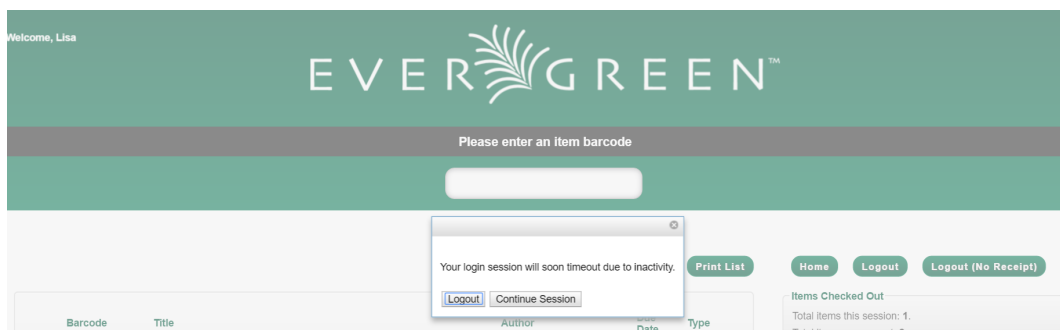 Welcome, Lisa
EVERGREEN™
Please enter an item barcode
Your login session will soon timeout due to inactivity.
Logout Continue Session
Print List Home Logout Logout (No Receipt)
Items Checked Out
Total items this session: 1.
Barcode Title Author Due Date Type